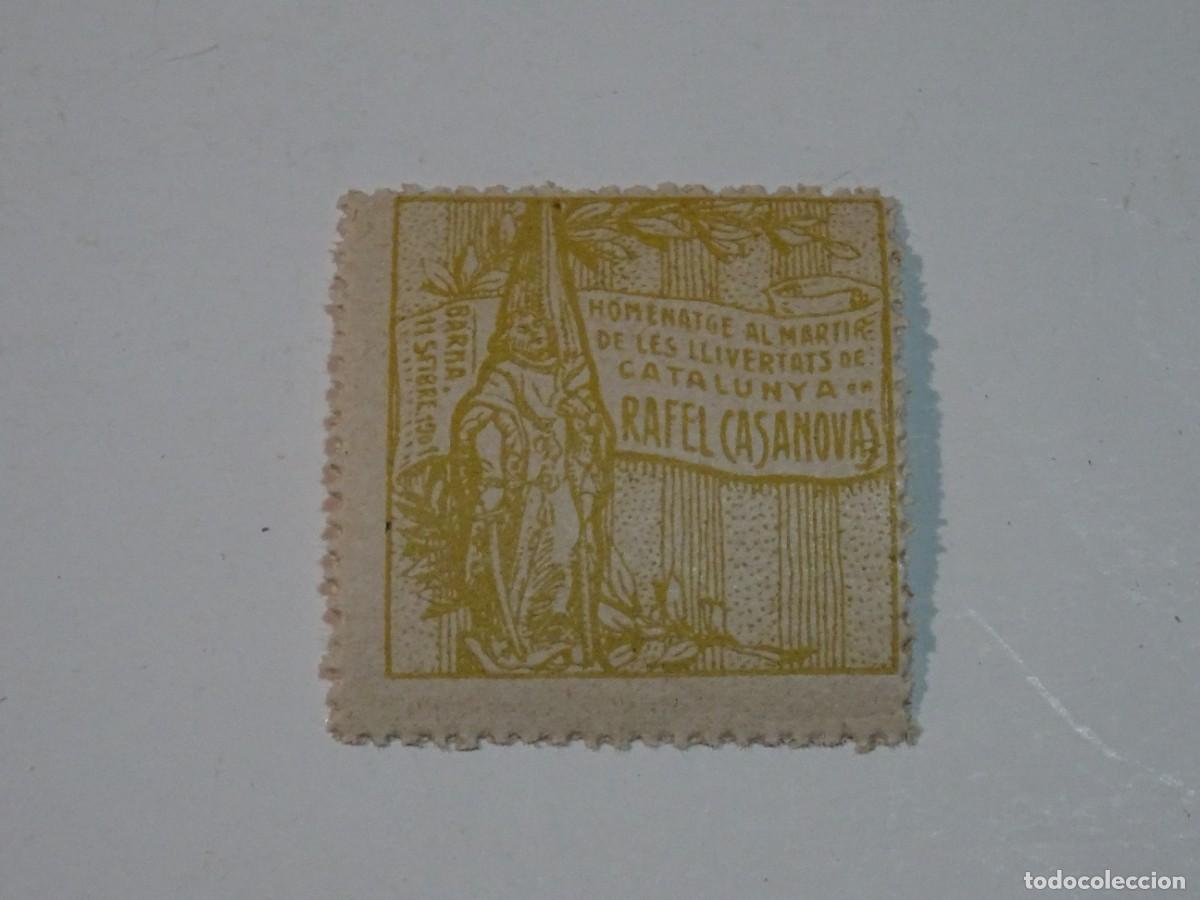 BARNA.
11 SETBRE. 1901
HOMENATGE AL MARTIR
DE LES LLIVERTATS DE
CATALUNYA en
RAFEL CASANOVAS
todocoleccion